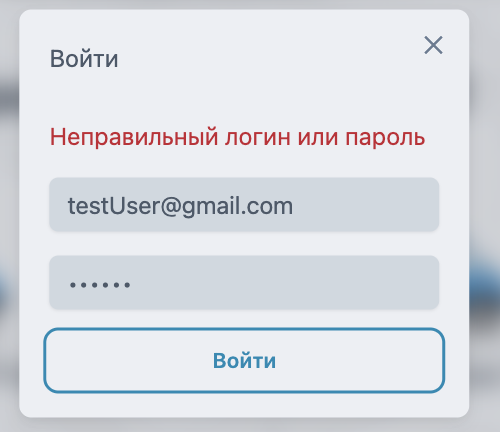 Войти
Неправильный логин или пароль
testUser@gmail.com
••••••
Войти